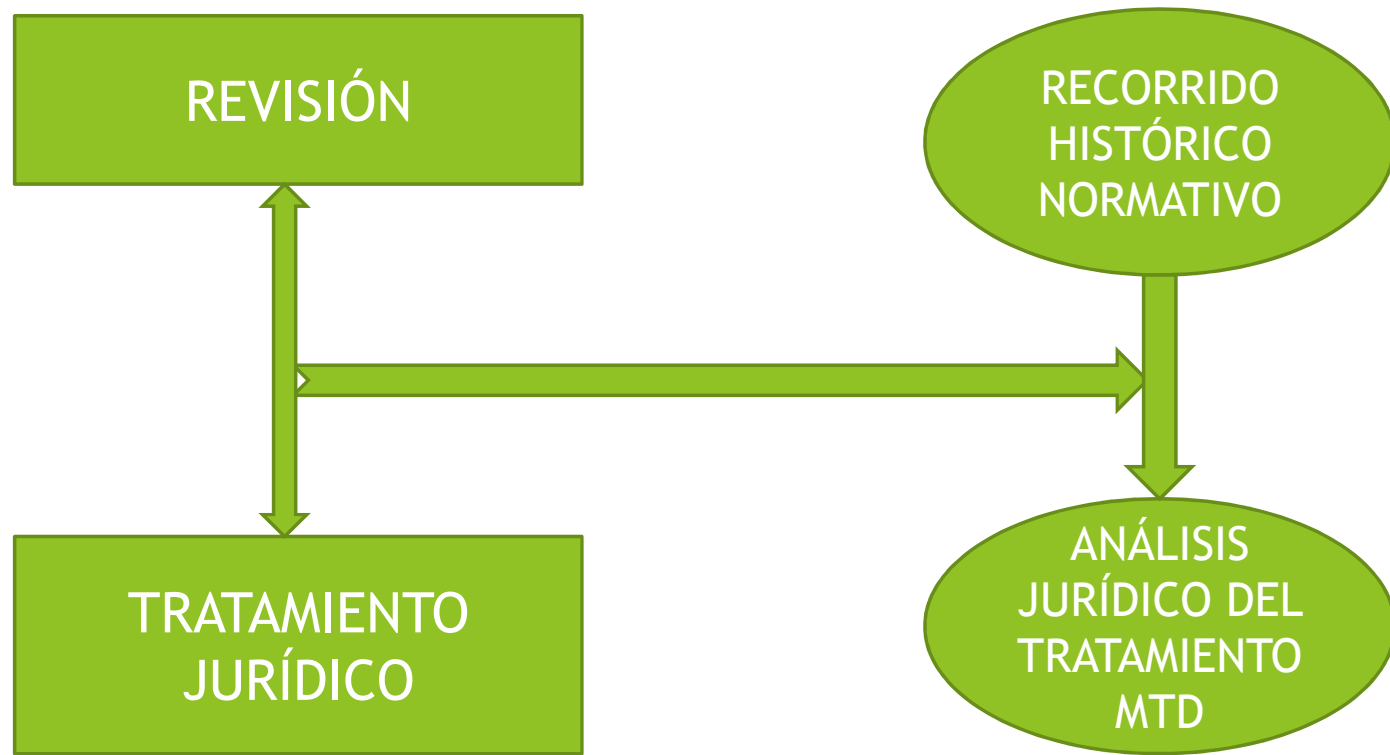 REVISIÓN
RECORRIDO
HISTÓRICO
NORMATIVO
TRATAMIENTO
JURÍDICO
ANÁLISIS
JURÍDICO DEL
TRATAMIENTO
MTD